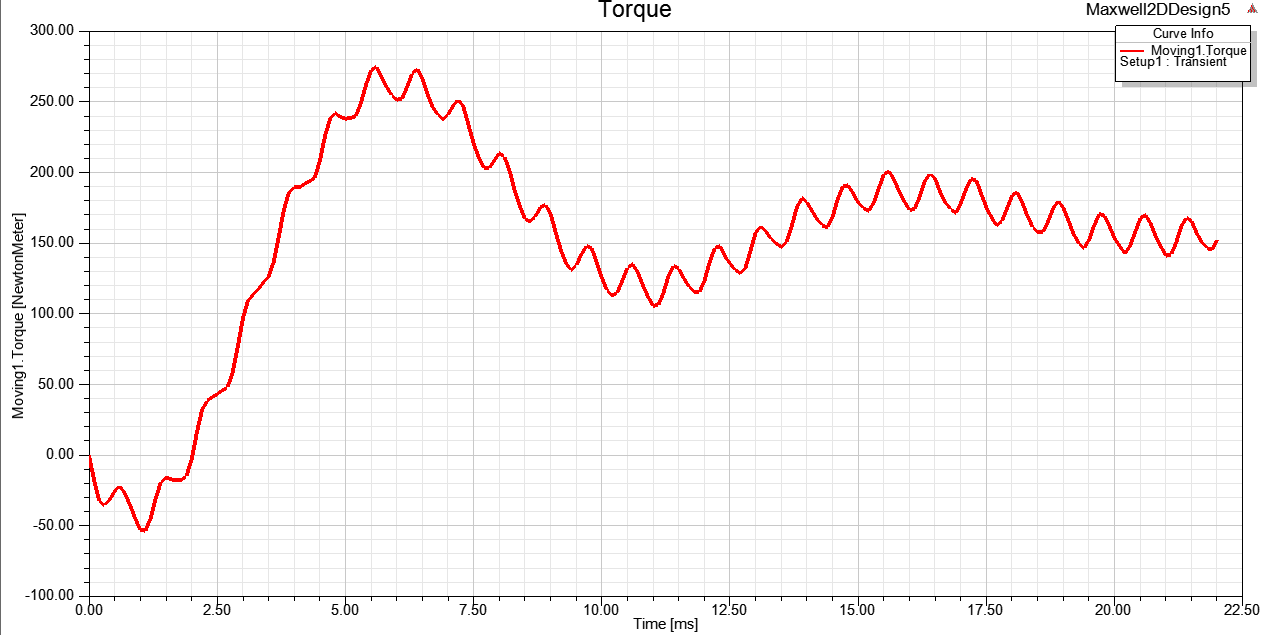 Torque
Maxwell2DDesign5
Curve Info
Moving1.Torque
Setup1 : Transient
300.00
250.00
200.00
150.00
100.00
50.00
0.00
-50.00
-100.00
Moving1.Torque [NewtonMeter]
0.00 2.50 5.00 7.50 10.00 12.50 15.00 17.50 20.00 22.50
Time [ms]